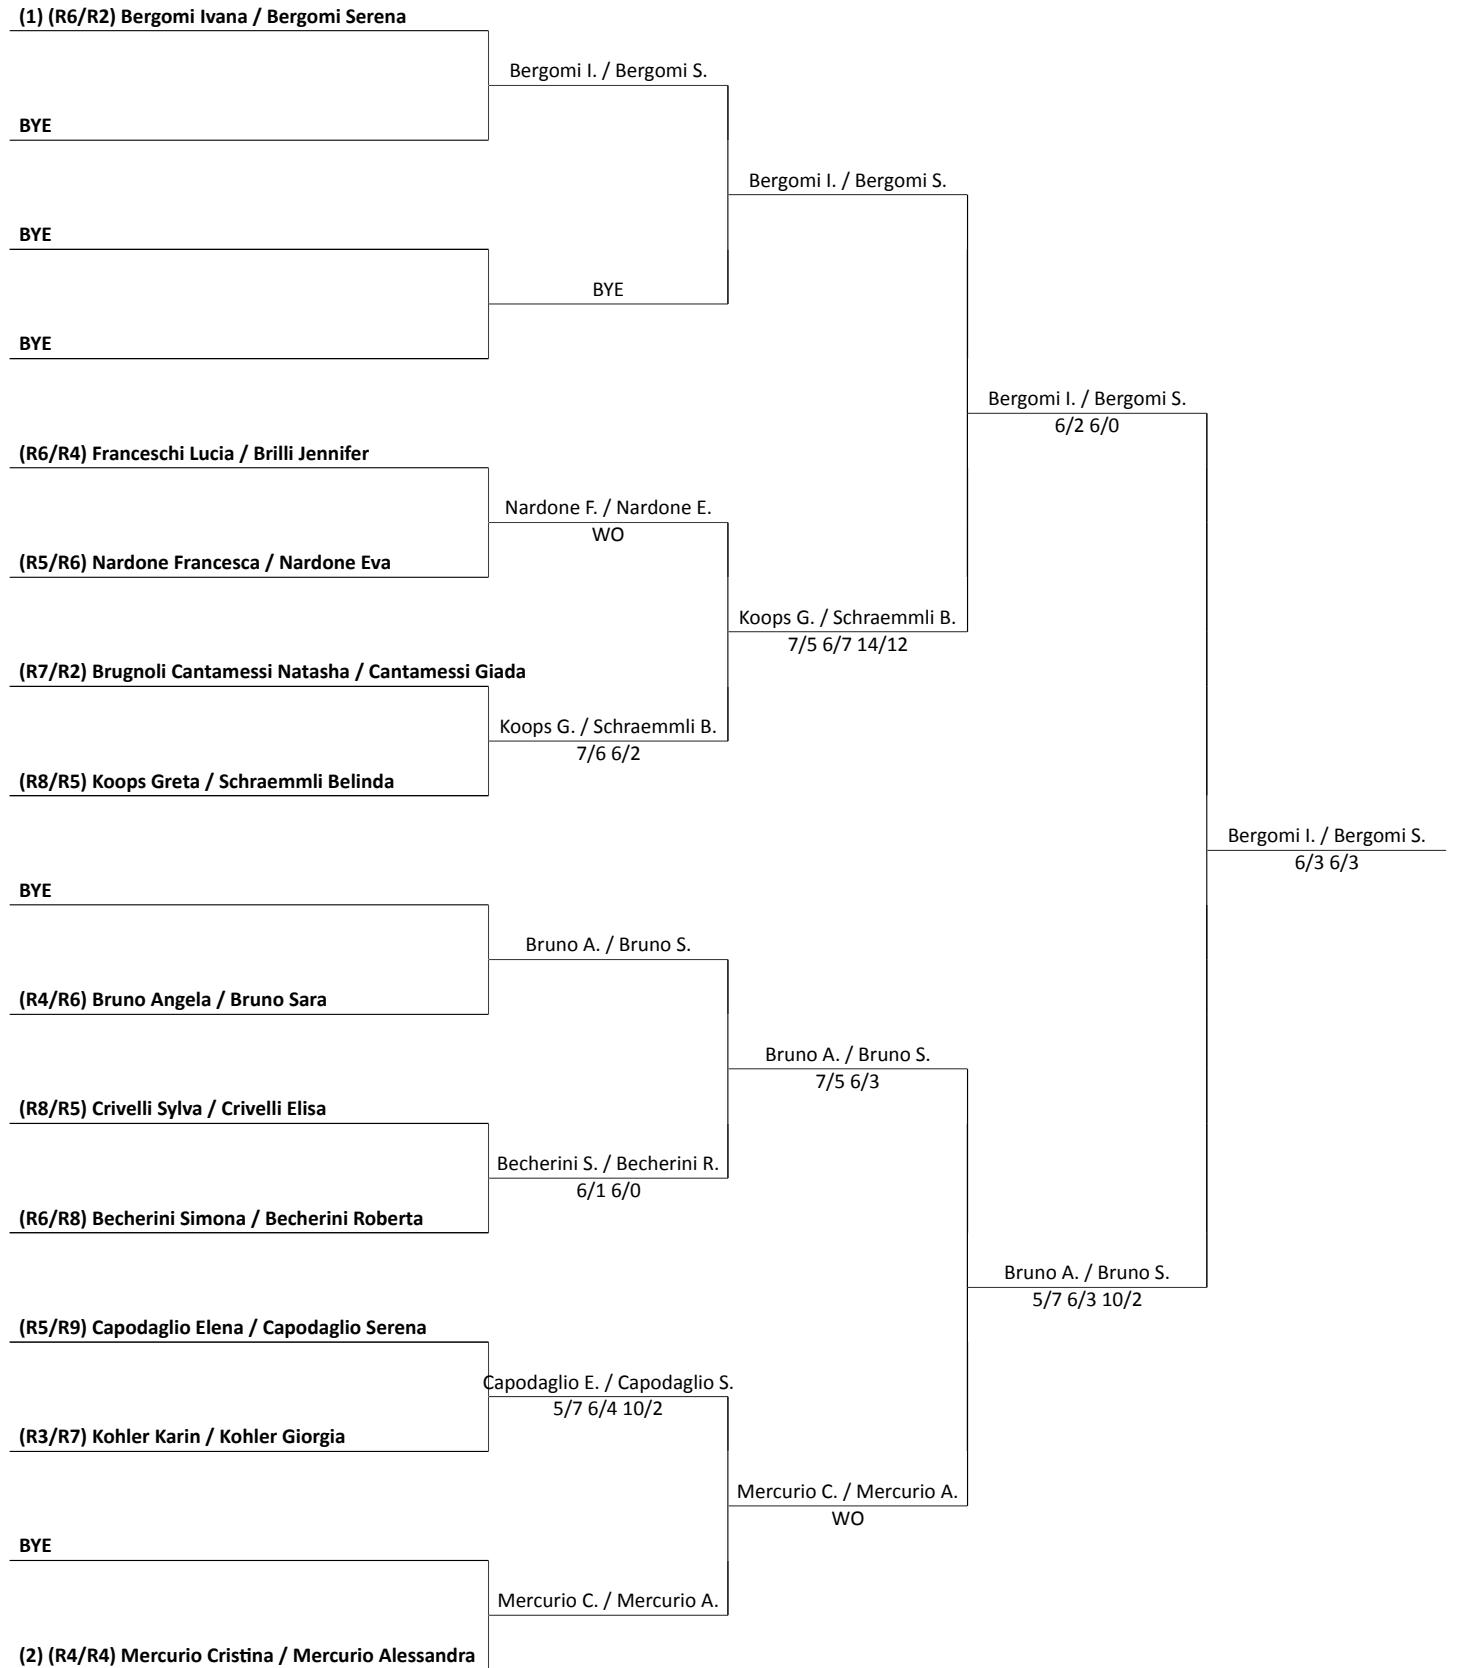 (1) (R6/R2) Bergomi Ivana / Bergomi Serena
Bergomi I. / Bergomi S.
BYE
Bergomi I. / Bergomi S.
BYE
BYE
BYE
Bergomi I. / Bergomi S.
6/2 6/0
(R6/R4) Franceschi Lucia / Brilli Jennifer
Nardone F. / Nardone E.
WO
(R5/R6) Nardone Francesca / Nardone Eva
Koops G. / Schraemmli B.
7/5 6/7 14/12
(R7/R2) Brugnoli Cantamessi Natasha / Cantamessi Giada
Koops G. / Schraemmli B.
7/6 6/2
(R8/R5) Koops Greta / Schraemmli Belinda
Bergomi I. / Bergomi S.
6/3 6/3
BYE
Bruno A. / Bruno S.
(R4/R6) Bruno Angela / Bruno Sara
Bruno A. / Bruno S.
7/5 6/3
(R8/R5) Crivelli Sylva / Crivelli Elisa
Becherini S. / Becherini R.
6/1 6/0
(R6/R8) Becherini Simona / Becherini Roberta
Bruno A. / Bruno S.
5/7 6/3 10/2
(R5/R9) Capodaglio Elena / Capodaglio Serena
Capodaglio E. / Capodaglio S.
5/7 6/4 10/2
(R3/R7) Kohler Karin / Kohler Giorgia
Mercurio C. / Mercurio A.
WO
BYE
Mercurio C. / Mercurio A.
(2) (R4/R4) Mercurio Cristina / Mercurio Alessandra